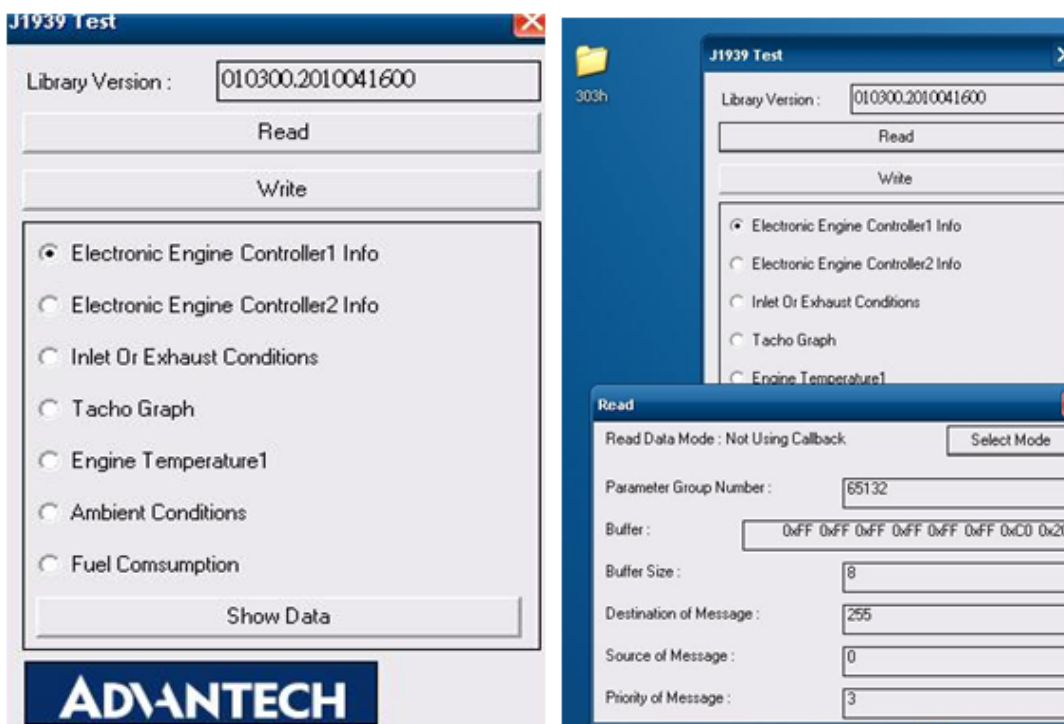 J1939 Test
Library Version : 010300.2010041600
Read
Write
Electronic Engine Controller1 Info
Electronic Engine Controller2 Info
Inlet Or Exhaust Conditions
Tacho Graph
Engine Temperature1
Ambient Conditions
Fuel Comsumption
Show Data
ADVANTECH
303h
J1939 Test
Library Version : 010300.2010041600
Read
Write
Electronic Engine Controller1 Info
Electronic Engine Controller2 Info
Inlet Or Exhaust Conditions
Tacho Graph
Engine Temperature1
Read
Read Data Mode : Not Using Callback Select Mode
Parameter Group Number : 65132
Buffer : 0xFF 0xFF 0xFF 0xFF 0xFF 0xFF 0xC0 0x20
Buffer Size : 8
Destination of Message : 255
Source of Message : 0
Priority of Message : 3